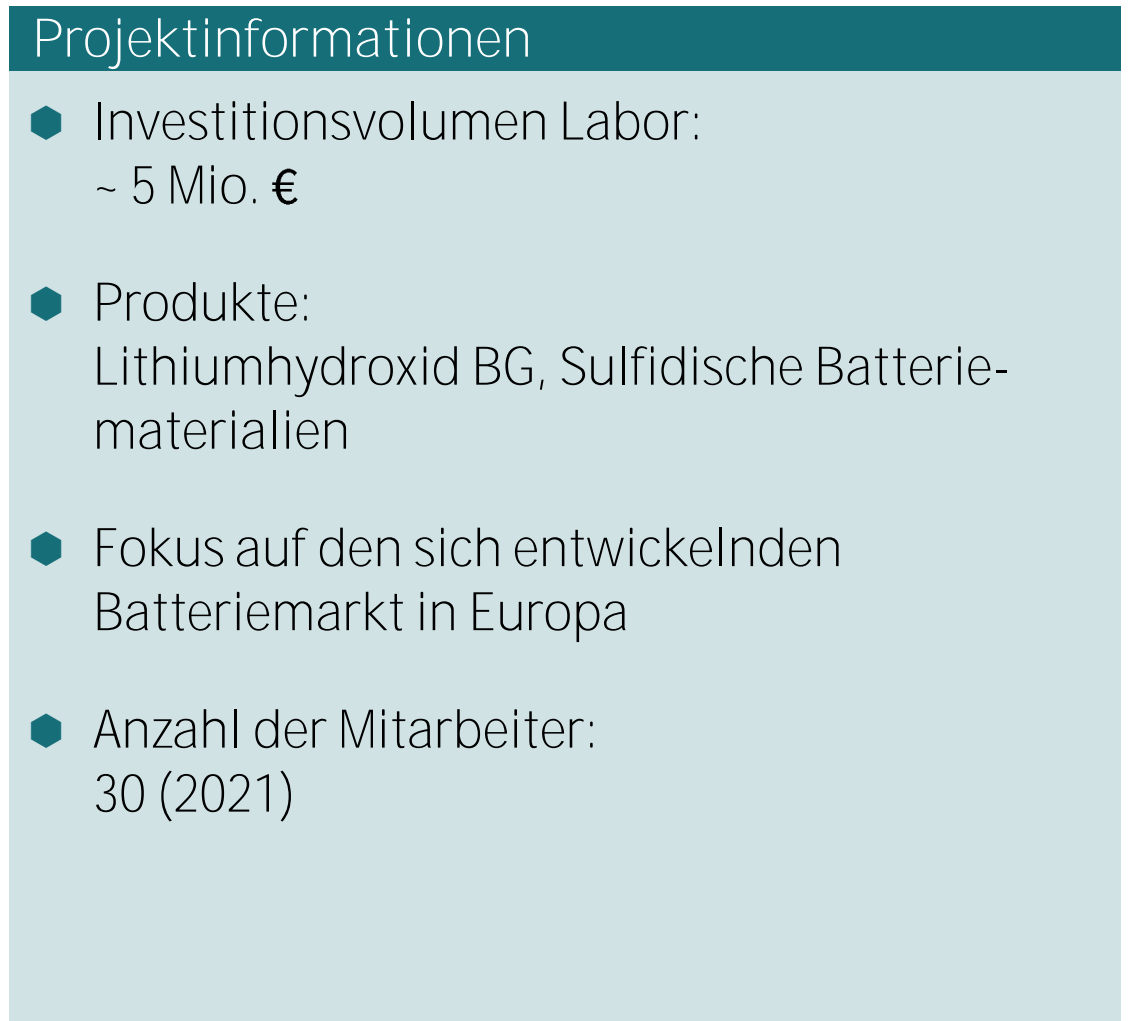 Projektinformationen
Investitionsvolumen Labor:
~ 5 Mio. €
Produkte:
Lithiumhydroxid BG, Sulfidische Batterie-
materialien
Fokus auf den sich entwickelnden
Batteriemarkt in Europa
Anzahl der Mitarbeiter:
30 (2021)